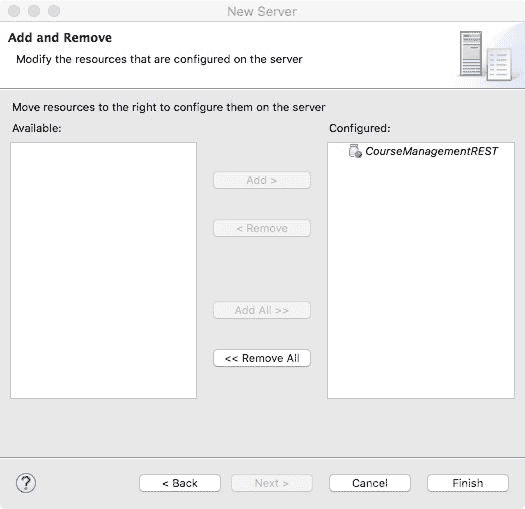 New Server
Add and Remove
Modify the resources that are configured on the server
Move resources to the right to configure them on the server
Available:
Configured:
CourseManagementREST
Add >
< Remove
Add All >>
<< Remove All
?
< Back
Next >
Cancel
Finish